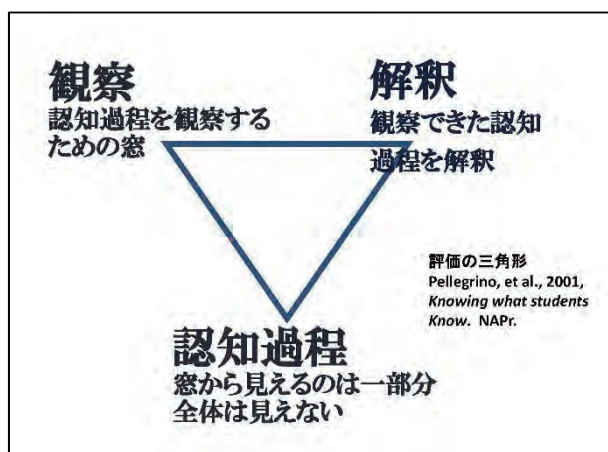 観察
認知過程を観察する
ための窓
解釈
観察できた認知
過程を解釈
評価の三角形
Pellegrino, et al., 2001,
Knowing what students
Know. NAPr.
認知過程
窓から見えるのは一部分
全体は見えない